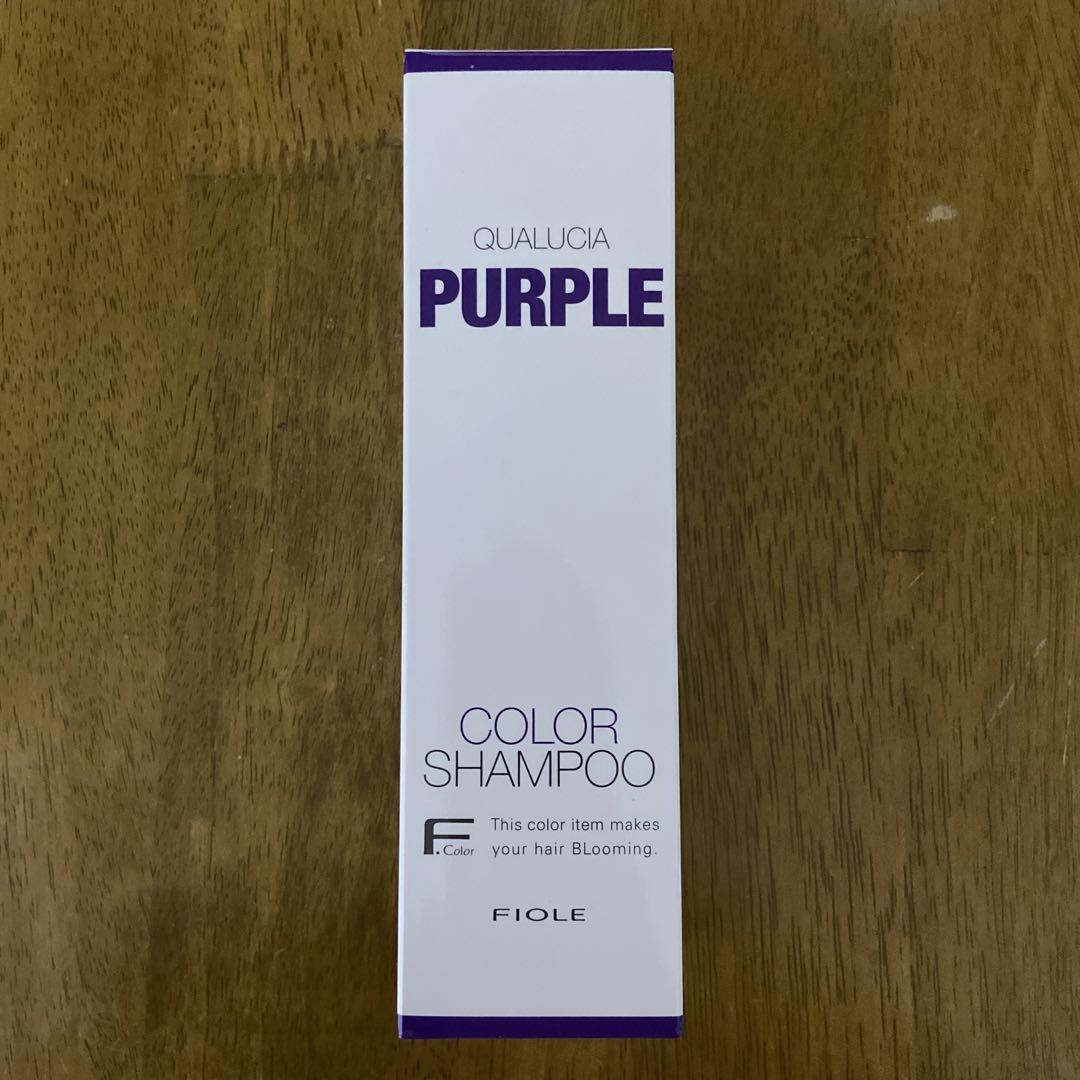 QUALUCIA
PURPLE
COLOR
SHAMPOO
F.Color
This color item makes
your hair BLooming.
FIOLE